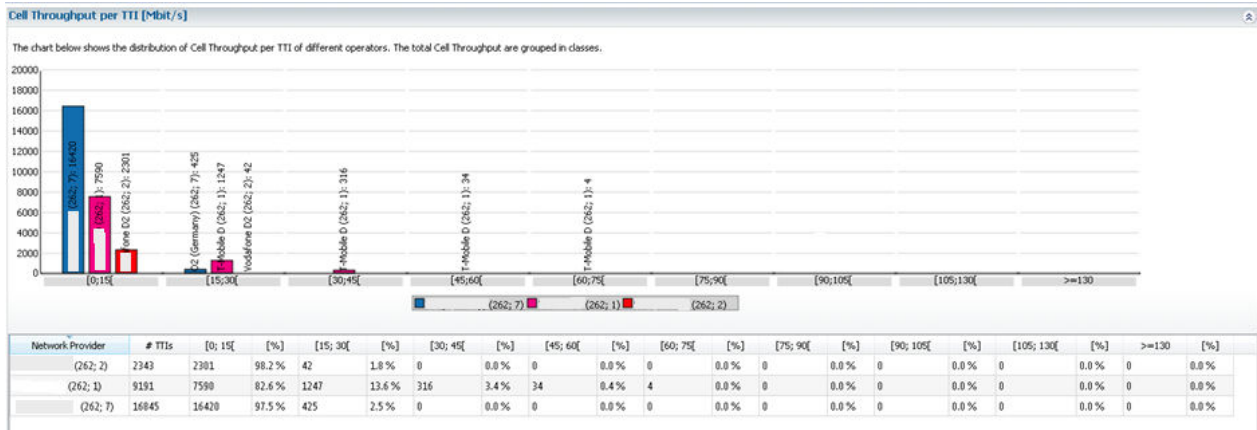 Cell Throughput per TTI [Mbit/s]
The chart below shows the distribution of Cell Throughput per TTI of different operators. The total Cell Throughput are grouped in classes.
20000
18000
16000
14000
12000
10000
8000
6000
4000
2000
0
(262; 7): 16420
(262; 1): 7590
fone D2 (262; 2): 2301
O2 (Germany) (262; 7): 425
T-Mobile D (262; 1): 1247
Vodafone D2 (262; 2): 42
T-Mobile D (262; 1): 316
T-Mobile D (262; 1): 34
T-Mobile D (262; 1): 4
[0;15[ [15;30[ [30;45[ [45;60[ [60;75[ [75;90[ [90;105[ [105;130[ >=130
(262; 7) (262; 1) (262; 2)
Network Provider # TTIs [0; 15[ [%] [15; 30[ [%] [30; 45[ [%] [45; 60[ [%] [60; 75[ [%] [75; 90[ [%] [90; 105[ [%] [105; 130[ [%] >=130 [%]
(262; 2) 2343 2301 98.2 % 42 1.8 % 0 0.0 % 0 0.0 % 0 0.0 % 0 0.0 % 0 0.0 % 0 0.0 % 0 0.0 %
(262; 1) 9191 7590 82.6 % 1247 13.6 % 316 3.4 % 34 0.4 % 4 0.0 % 0 0.0 % 0 0.0 % 0 0.0 % 0 0.0 %
(262; 7) 16845 16420 97.5 % 425 2.5 % 0 0.0 % 0 0.0 % 0 0.0 % 0 0.0 % 0 0.0 % 0 0.0 % 0 0.0 %